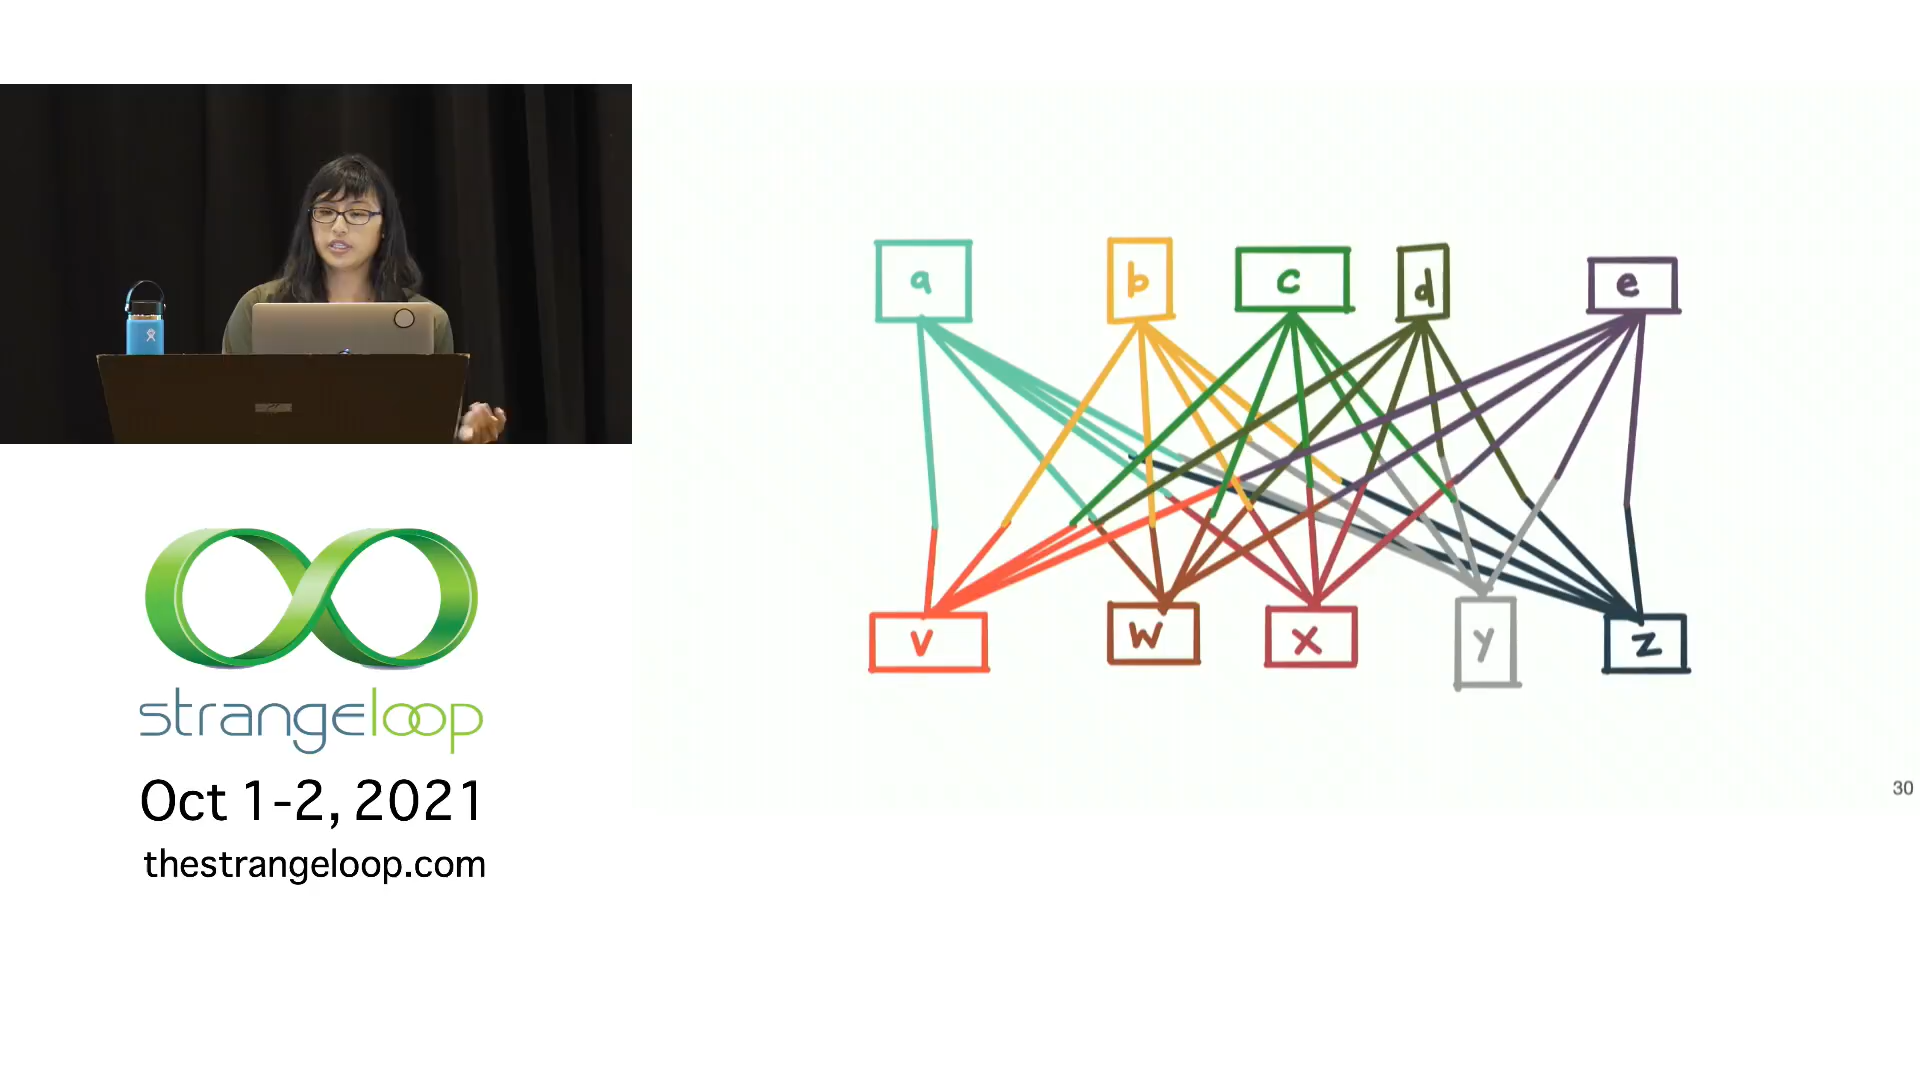 strangeloop
Oct 1-2, 2021
thestrangeloop.com
a b c d e
v w x y z
30